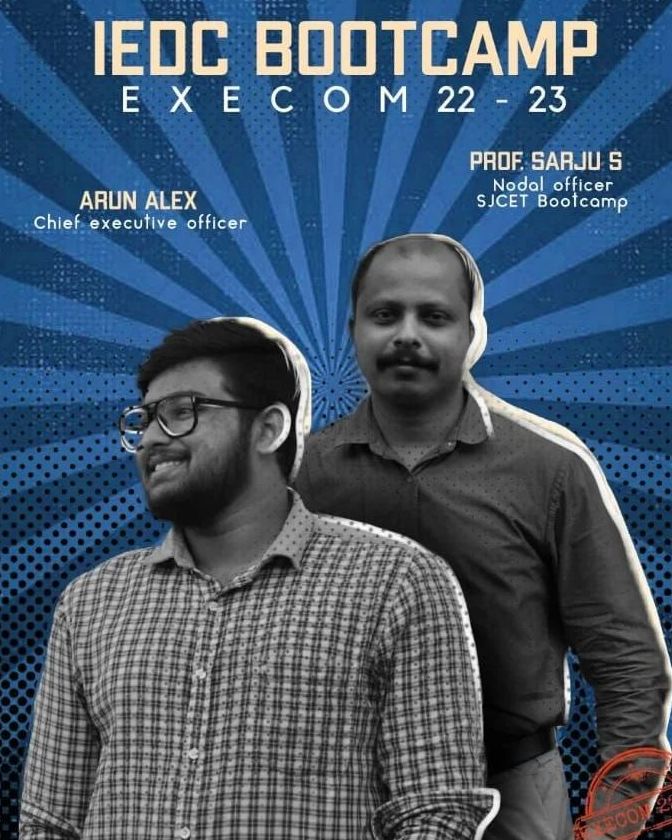 IEDC BOOTCAMP
EXECOM 22 - 23
PROF. SARJU S
Nodal officer
SJCET Bootcamp
ARUN ALEX
Chief executive officer